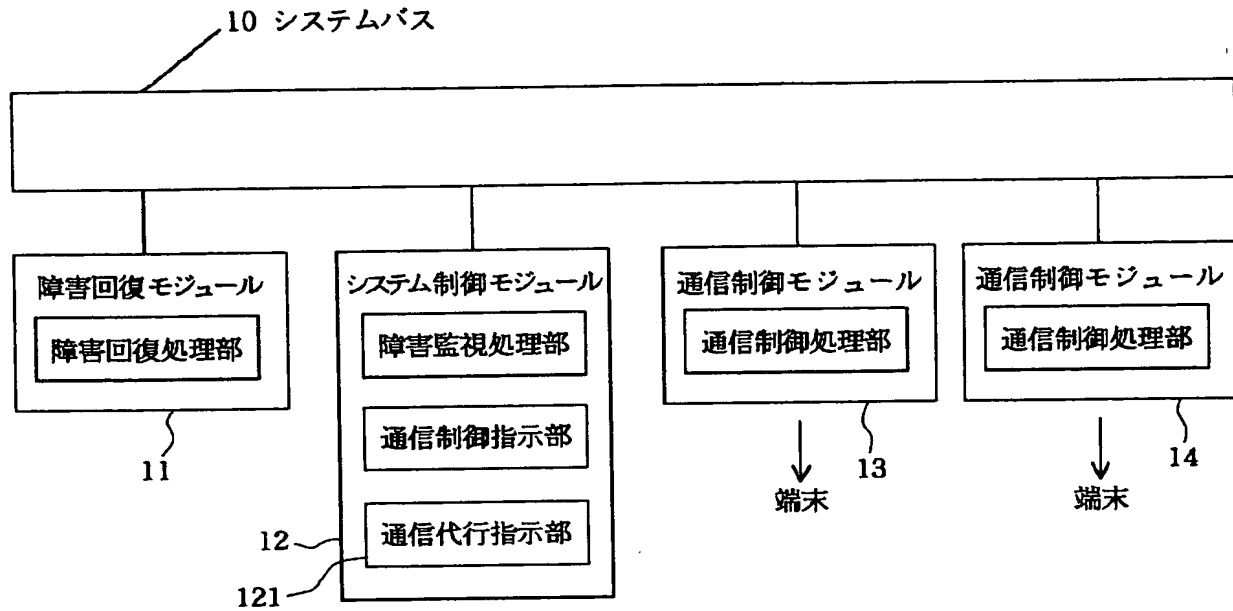 10 システムバス
障害回復モジュール
障害回復処理部
11
システム制御モジュール
障害監視処理部
通信制御指示部
通信代行指示部
12
121
通信制御モジュール
通信制御処理部
13
端末
通信制御モジュール
通信制御処理部
14
端末